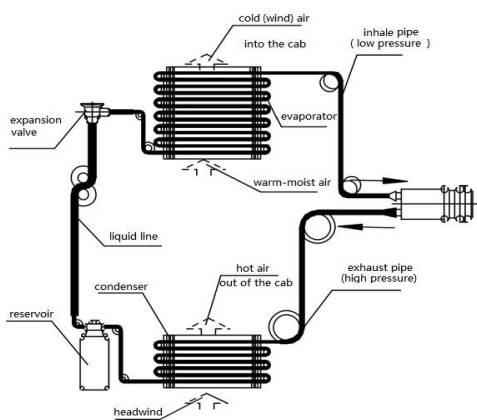 cold (wind) air
into the cab
inhale pipe
( low pressure )
expansion
valve
evaporator
warm-moist air
liquid line
hot air
out of the cab
condenser
exhaust pipe
(high pressure)
reservoir
headwind